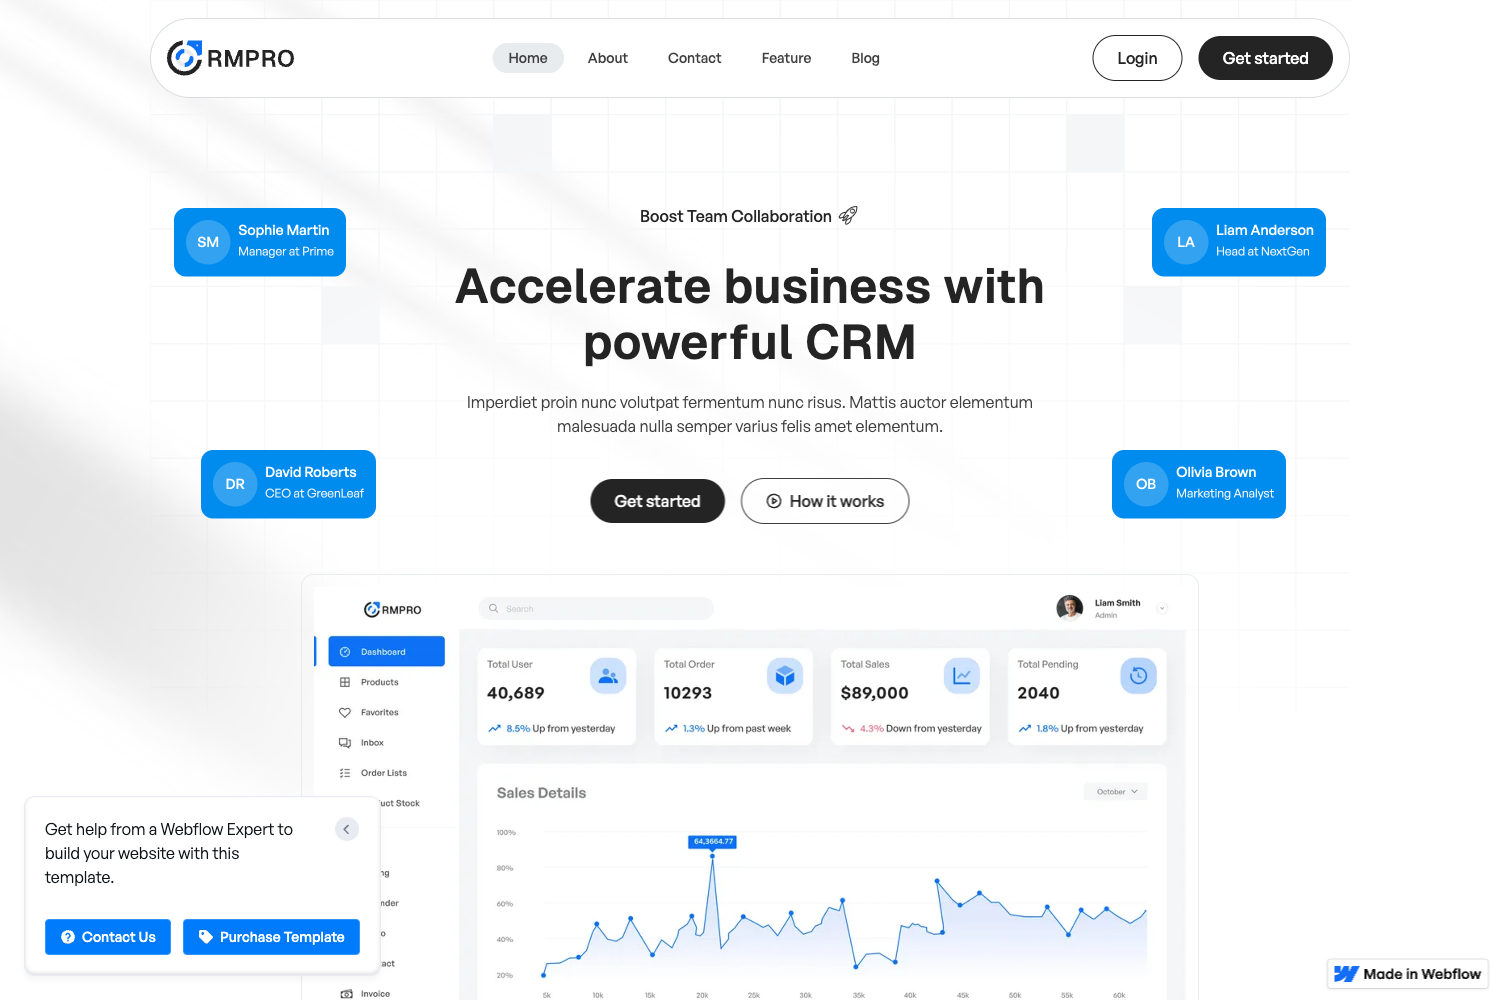 RMPRO
Home
About
Contact
Feature
Blog
Login
Get started
Boost Team Collaboration
SM
Sophie Martin
Manager at Prime
LA
Liam Anderson
Head at NextGen
Accelerate business with
powerful CRM
Imperdiet proin nunc volutpat fermentum nunc risus. Mattis auctor elementum
malesuada nulla semper varius felis amet elementum.
DR
David Roberts
CEO at GreenLeaf
OB
Olivia Brown
Marketing Analyst
Get started
How it works
RMPRO
Search
Liam Smith
Admin
Dashboard
Products
Favorites
Inbox
Order Lists
uct Stock
Invoice
Total User
40,689
8.5% Up from yesterday
Total Order
10293
1.3% Up from past week
Total Sales
$89,000
4.3% Down from yesterday
Total Pending
2040
1.8% Up from yesterday
Sales Details
October
100%
80%
60%
40%
20%
64,3664.77
5k
10k
15k
20k
25k
30k
35k
40k
45k
50k
55k
60k
Get help from a Webflow Expert to
build your website with this
template.
Contact Us
Purchase Template
Made in Webflow